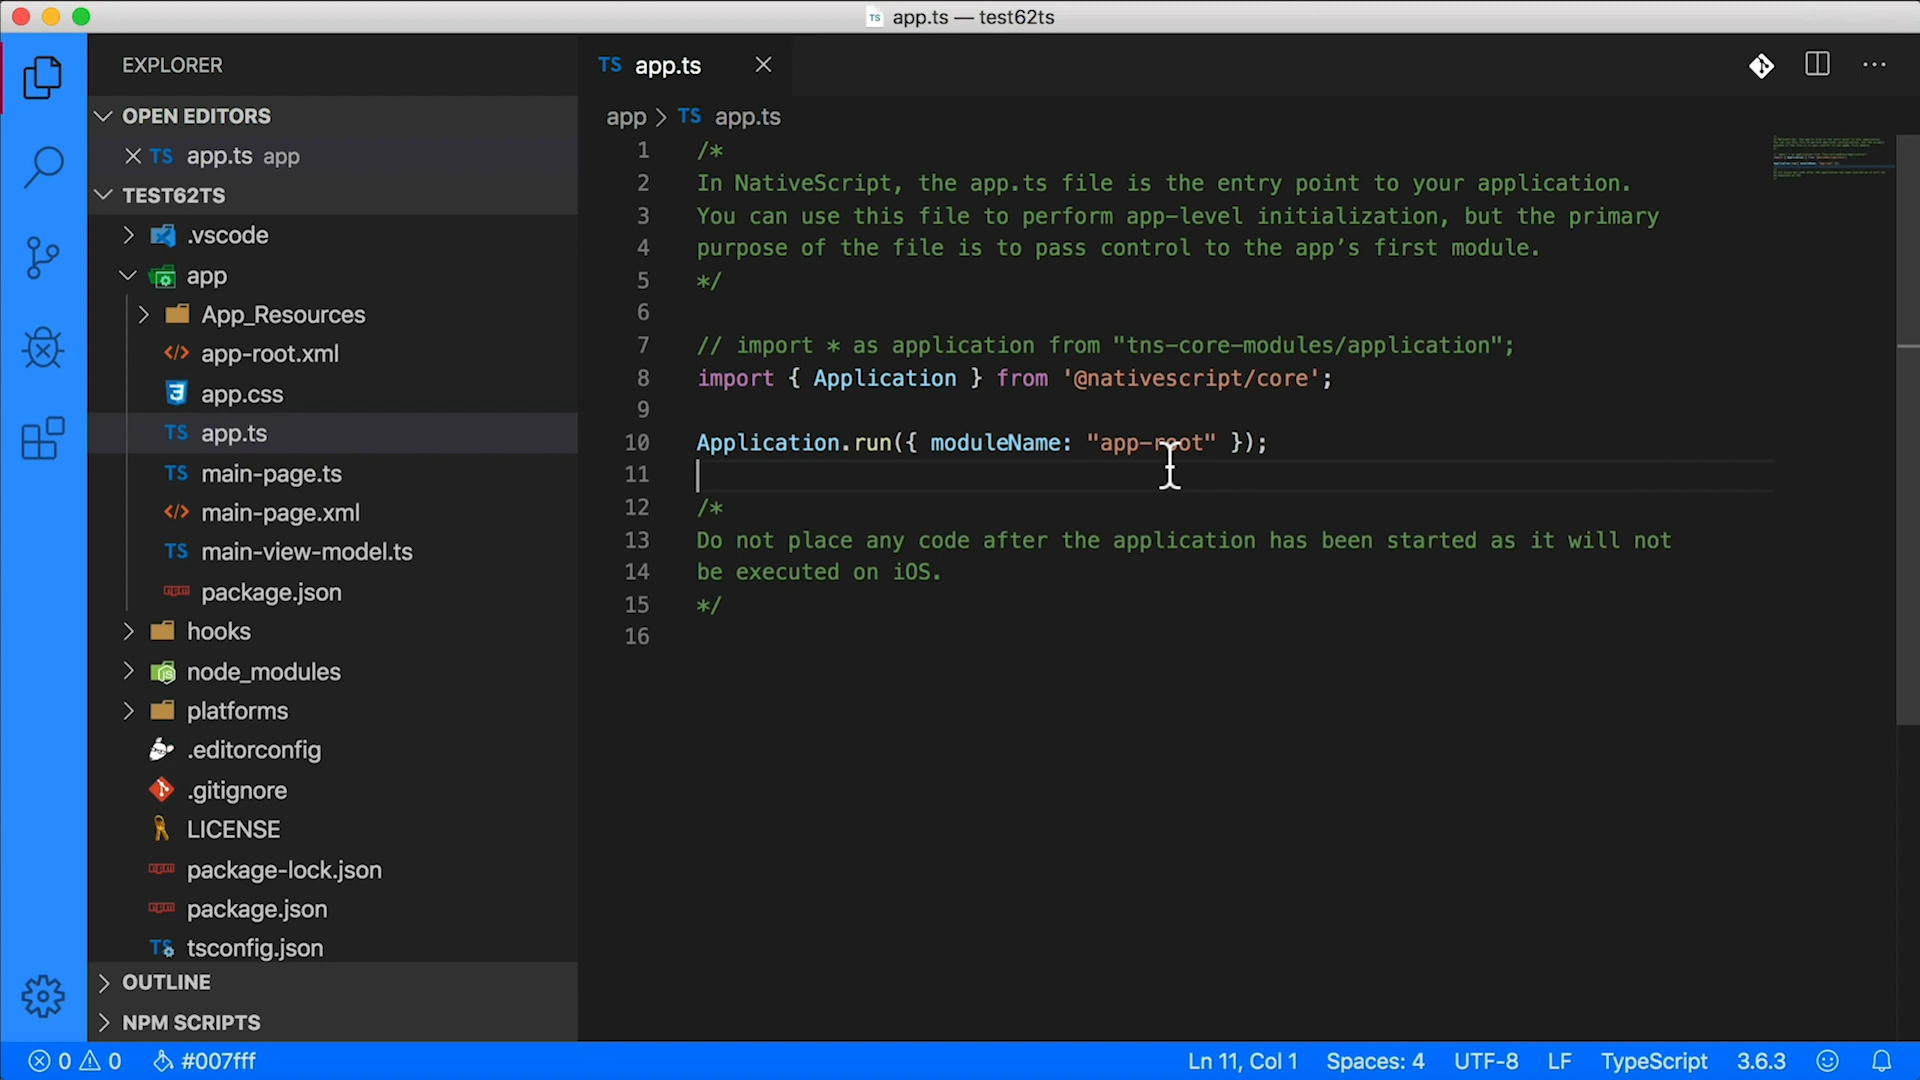 app.ts — test62ts
EXPLORER
OPEN EDITORS
TS app.ts app
TEST62TS
.vscode
app
App_Resources
app-root.xml
app.css
TS app.ts
TS main-page.ts
main-page.xml
TS main-view-model.ts
package.json
hooks
node_modules
platforms
.editorconfig
.gitignore
LICENSE
package-lock.json
package.json
tsconfig.json
OUTLINE
NPM SCRIPTS
TS app.ts
app > TS app.ts
1 /*
2 In NativeScript, the app.ts file is the entry point to your application.
3 You can use this file to perform app-level initialization, but the primary
4 purpose of the file is to pass control to the app’s first module.
5 */
6
7 // import * as application from "tns-core-modules/application";
8 import { Application } from '@nativescript/core';
9
10 Application.run({ moduleName: "app-root" });
11
12 /*
13 Do not place any code after the application has been started as it will not
14 be executed on iOS.
15 */
16
0 0 #007fff
Ln 11, Col 1 Spaces: 4 UTF-8 LF TypeScript 3.6.3